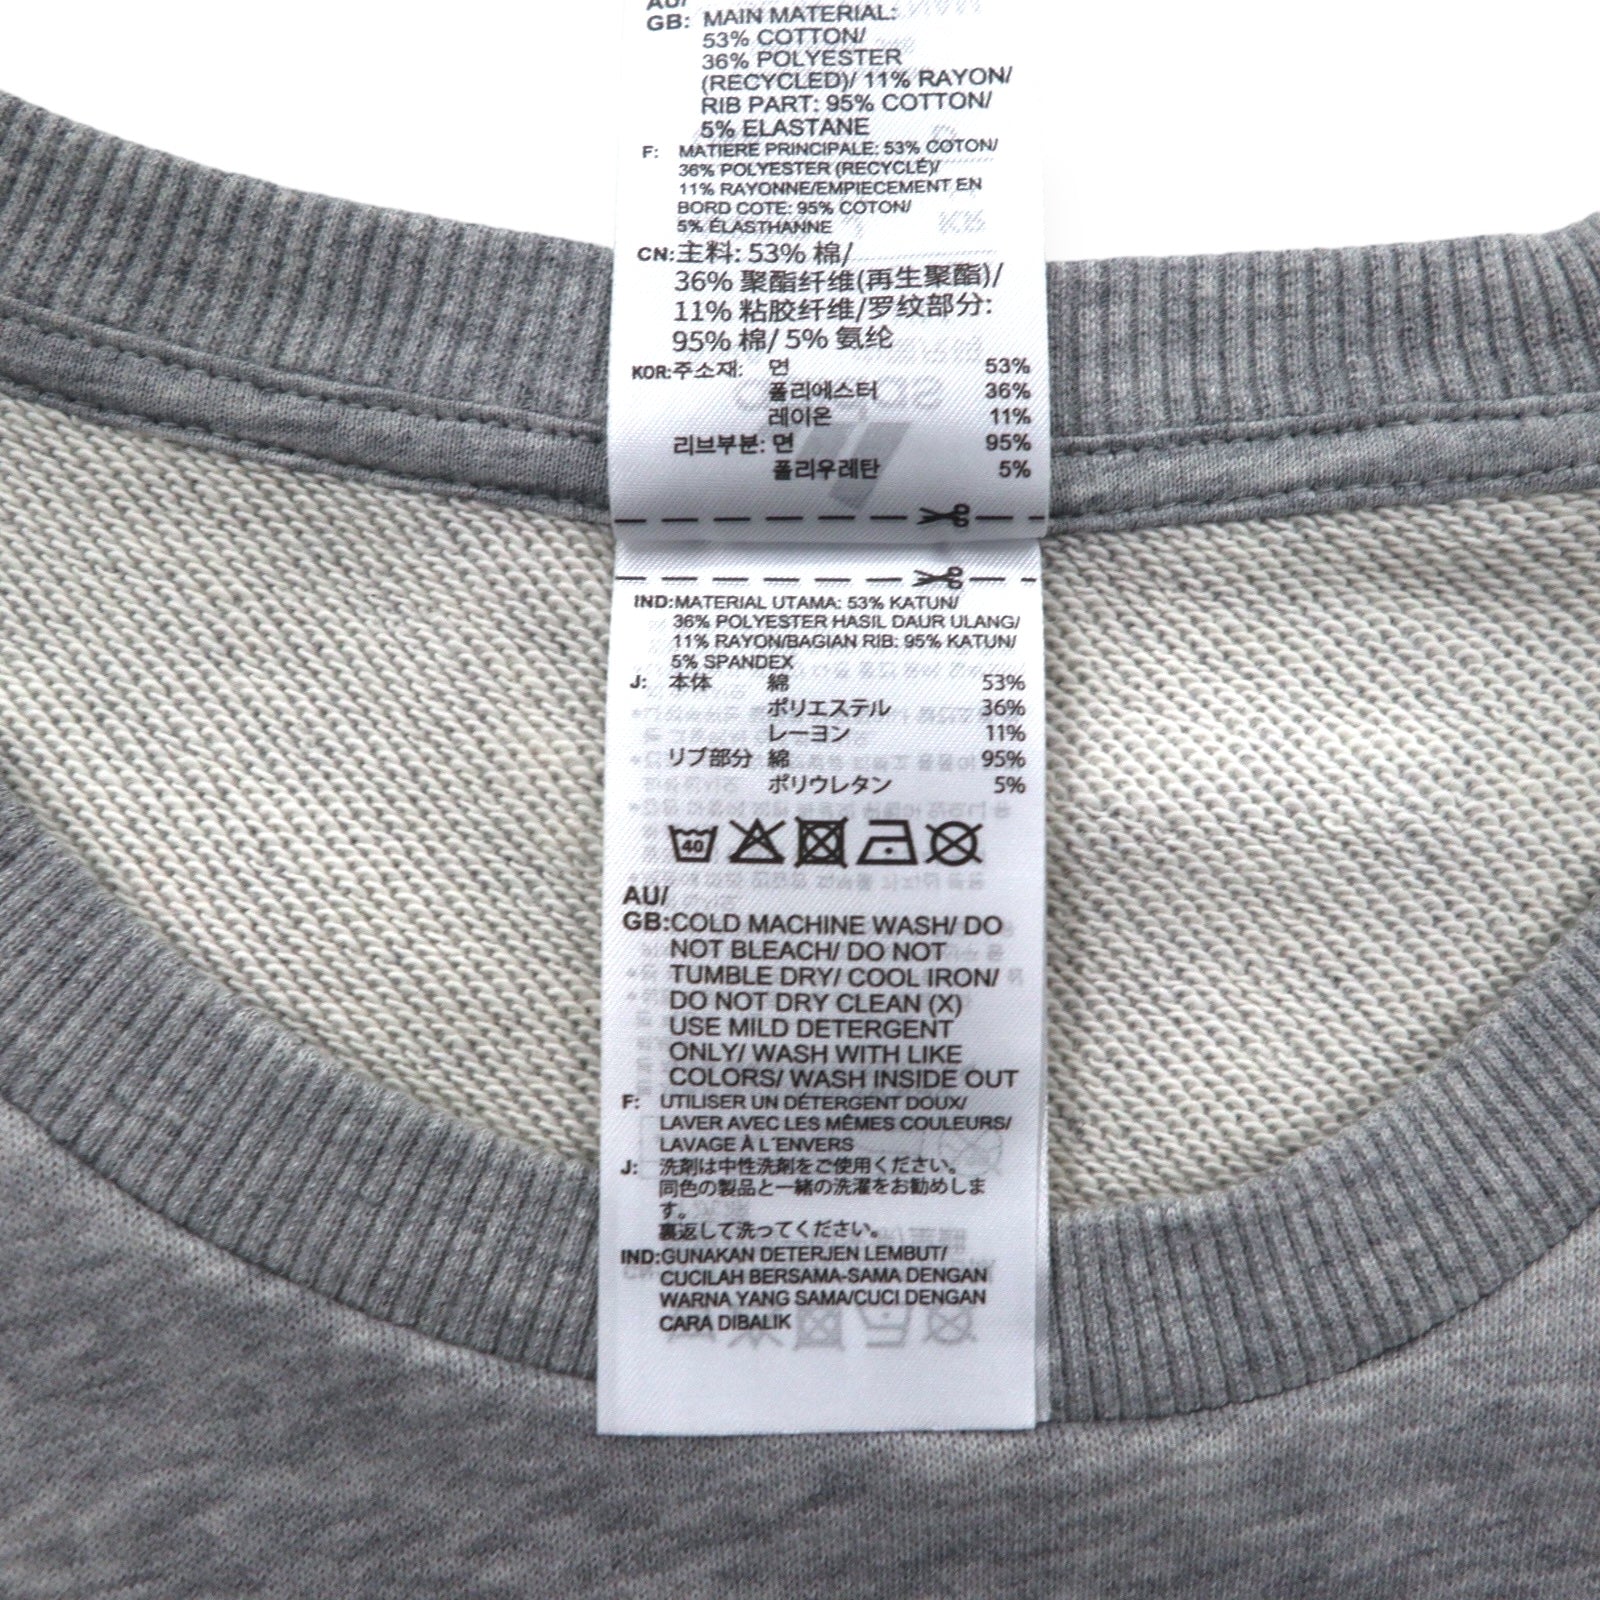 AU/
GB: MAIN MATERIAL:
53% COTTON/
36% POLYESTER
(RECYCLED)/ 11% RAYON/
RIB PART: 95% COTTON/
5% ELASTANE
F: MATIERE PRINCIPALE: 53% COTON/
36% POLYESTER (RECYCLÉ)/
11% RAYONNE/EMPIECEMENT EN
BORD COTE: 95% COTON/
5% ÉLASTHANNE
CN: 主料: 53% 棉/
36% 聚酯纤维(再生聚酯)/
11% 粘胶纤维/罗纹部分:
95% 棉/ 5% 氨纶
KOR: 주소재: 면 53%
폴리에스터 36%
레이온 11%
리브부분: 면 95%
폴리우레탄 5%
IND: MATERIAL UTAMA: 53% KATUN/
36% POLYESTER HASIL DAUR ULANG/
11% RAYON/BAGIAN RIB: 95% KATUN/
5% SPANDEX
J: 本体 綿 53%
ポリエステル 36%
レーヨン 11%
リブ部分 綿 95%
ポリウレタン 5%
40
AU/
GB: COLD MACHINE WASH/ DO
NOT BLEACH/ DO NOT
TUMBLE DRY/ COOL IRON/
DO NOT DRY CLEAN (X)
USE MILD DETERGENT
ONLY/ WASH WITH LIKE
COLORS/ WASH INSIDE OUT
F: UTILISER UN DÉTERGENT DOUX/
LAVER AVEC LES MÊMES COULEURS/
LAVAGE À L'ENVERS
J: 洗剤は中性洗剤をご使用ください。
同色の製品と一緒の洗濯をお勧めしま
す。
裏返して洗ってください。
IND: GUNAKAN DETERJEN LEMBUT/
CUCILAH BERSAMA-SAMA DENGAN
WARNA YANG SAMA/CUCI DENGAN
CARA DIBALIK